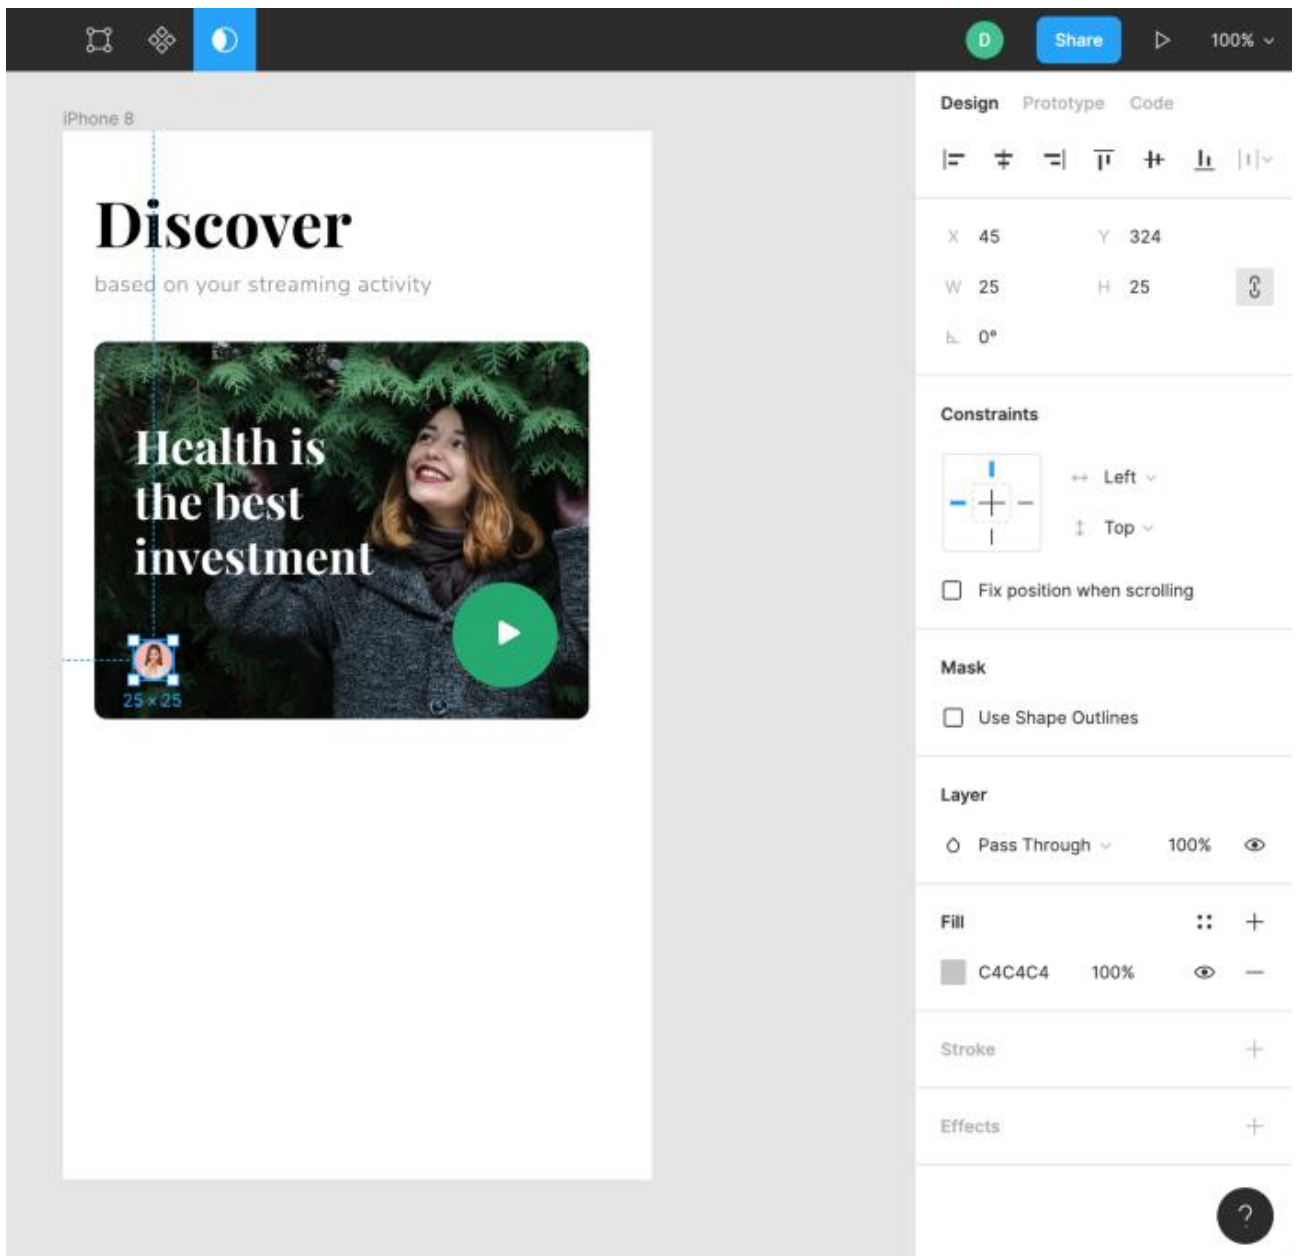 D
Share
100%
iPhone 8
Design Prototype Code
Discover
based on your streaming activity
Health is
the best
investment
25 × 25
X 45 Y 324
W 25 H 25
0°
Constraints
Left
Top
Fix position when scrolling
Mask
Use Shape Outlines
Layer
Pass Through 100%
Fill
C4C4C4 100%
Stroke
Effects
?